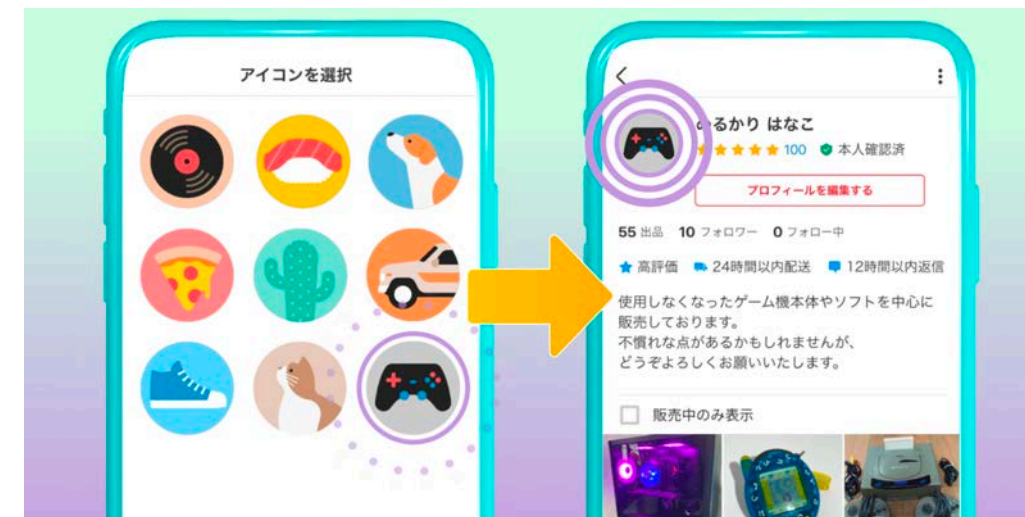 アイコンを選択
るかり はなこ
100 本人確認済
プロフィールを編集する
55 出品 10 フォロワー 0 フォロー中
高評価 24時間以内配送 12時間以内返信
使用しなくなったゲーム機本体やソフトを中心に
販売しております。
不慣れな点があるかもしれませんが、
どうぞよろしくお願いいたします。
販売中のみ表示